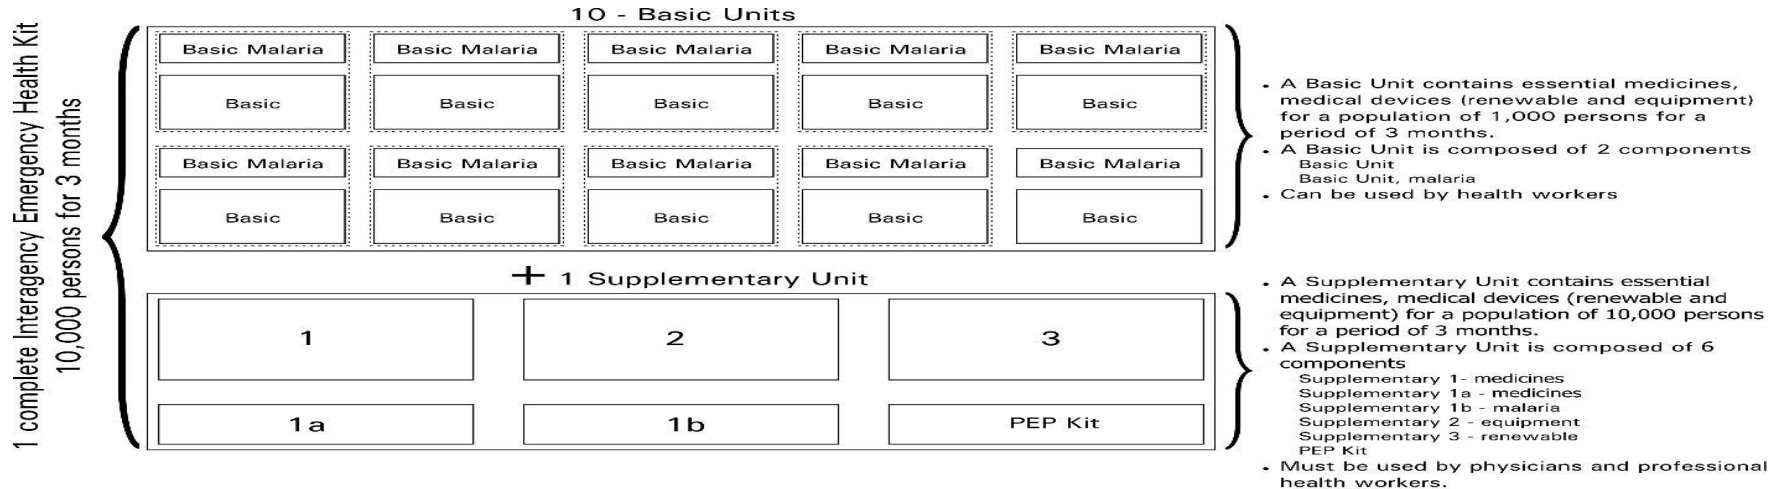 1 complete Interagency Emergency Health Kit
10,000 persons for 3 months
10 - Basic Units
Basic Malaria Basic Malaria Basic Malaria Basic Malaria Basic Malaria
Basic Basic Basic Basic Basic
Basic Malaria Basic Malaria Basic Malaria Basic Malaria Basic Malaria
Basic Basic Basic Basic Basic
• A Basic Unit contains essential medicines,
medical devices (renewable and equipment)
for a population of 1,000 persons for a
period of 3 months.
• A Basic Unit is composed of 2 components
Basic Unit
Basic Unit, malaria
• Can be used by health workers
+ 1 Supplementary Unit
1 2 3
1a 1b PEP Kit
• A Supplementary Unit contains essential
medicines, medical devices (renewable and
equipment) for a population of 10,000 persons
for a period of 3 months.
• A Supplementary Unit is composed of 6
components
Supplementary 1- medicines
Supplementary 1a - medicines
Supplementary 1b - malaria
Supplementary 2 - equipment
Supplementary 3 - renewable
PEP Kit
• Must be used by physicians and professional
health workers.